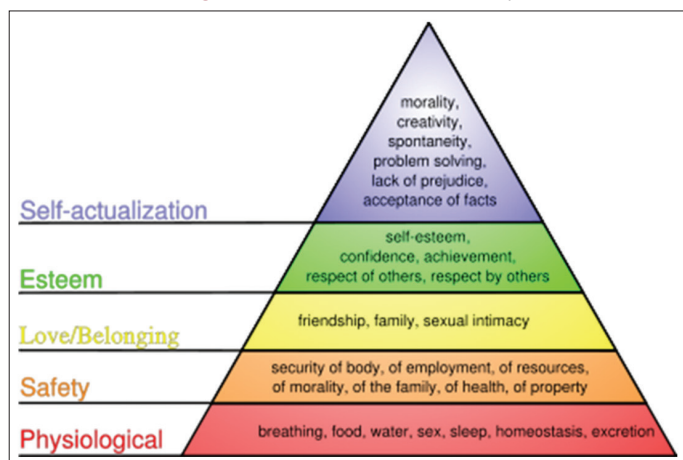 morality,
creativity,
spontaneity,
problem solving,
lack of prejudice,
acceptance of facts
Self-actualization
self-esteem,
confidence, achievement,
respect of others, respect by others
Esteem
friendship, family, sexual intimacy
Love/Belonging
security of body, of employment, of resources,
of morality, of the family, of health, of property
Safety
breathing, food, water, sex, sleep, homeostasis, excretion
Physiological